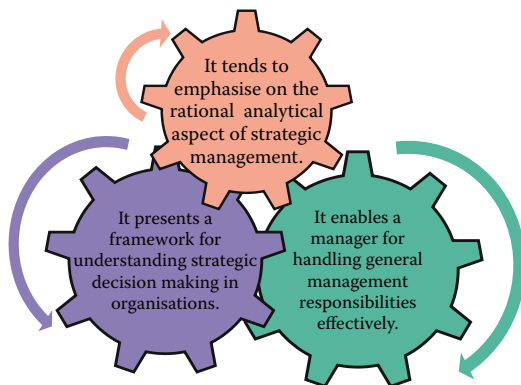 It tends to
emphasise on the
rational analytical
aspect of strategic
management.
It presents a
framework for
understanding strategic
decision making in
organisations.
It enables a
manager for
handling general
management
responsibilities
effectively.